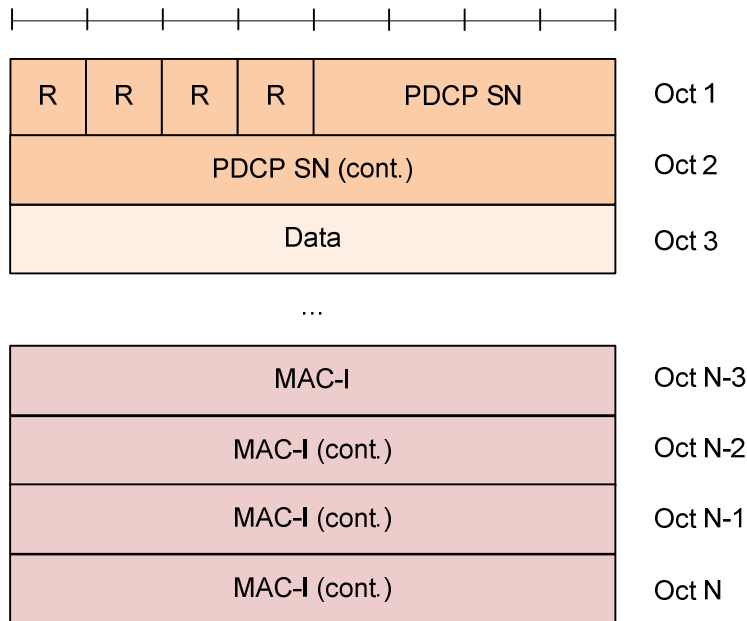 R R R R PDCP SN Oct 1
PDCP SN (cont.) Oct 2
Data Oct 3
...
MAC-I Oct N-3
MAC-I (cont.) Oct N-2
MAC-I (cont.) Oct N-1
MAC-I (cont.) Oct N